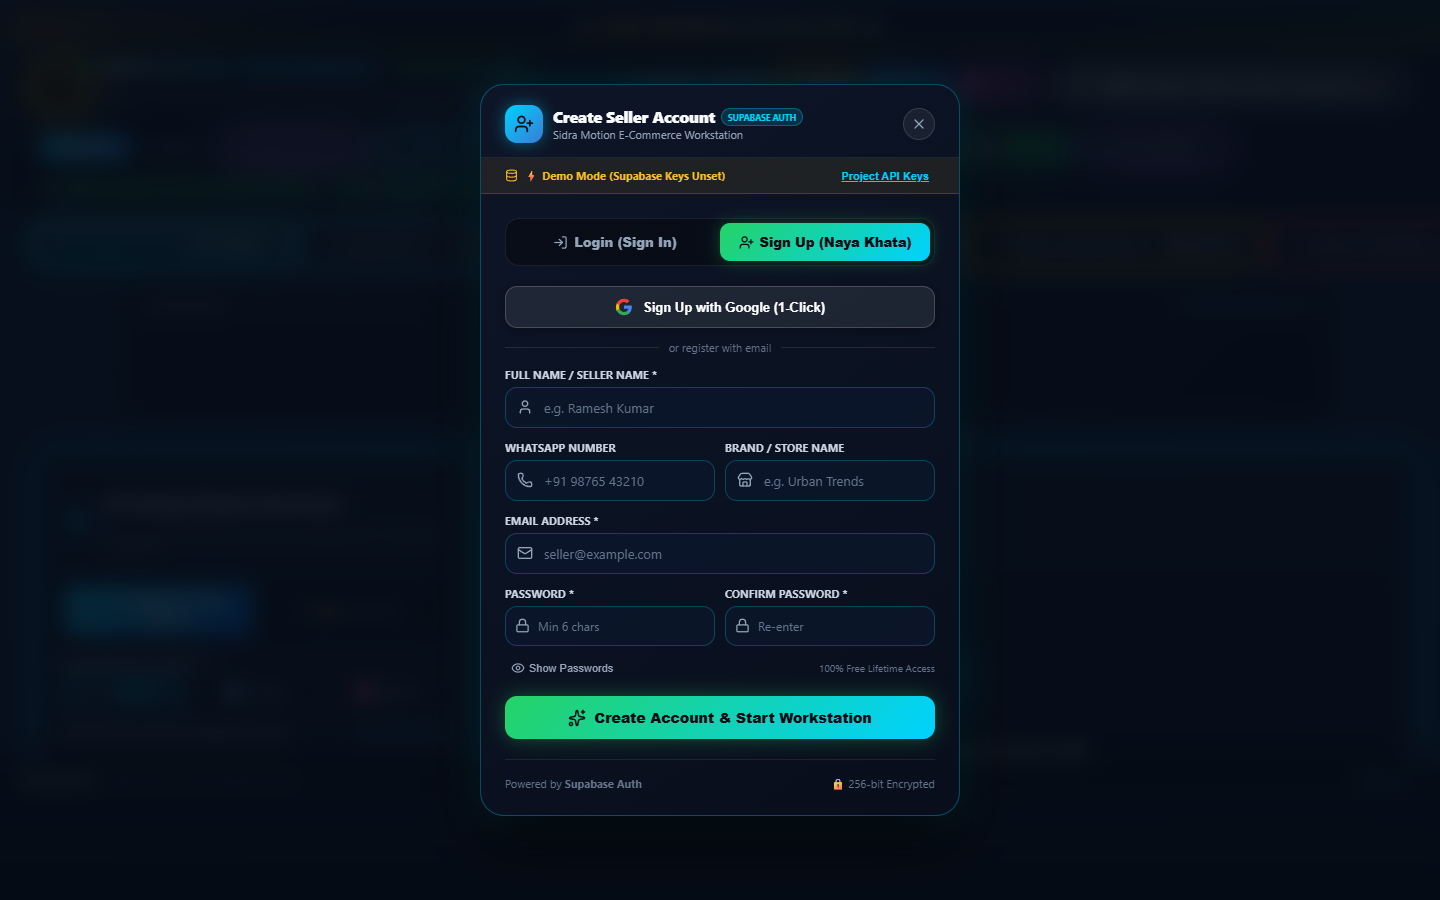 Create Seller Account SUPABASE AUTH
Sidra Motion E-Commerce Workstation
Demo Mode (Supabase Keys Unset) Project API Keys
Login (Sign In) Sign Up (Naya Khata)
Sign Up with Google (1-Click)
or register with email
FULL NAME / SELLER NAME *
e.g. Ramesh Kumar
WHATSAPP NUMBER BRAND / STORE NAME
+91 98765 43210 e.g. Urban Trends
EMAIL ADDRESS *
seller@example.com
PASSWORD * CONFIRM PASSWORD *
Min 6 chars Re-enter
Show Passwords 100% Free Lifetime Access
Create Account & Start Workstation
Powered by Supabase Auth 256-bit Encrypted